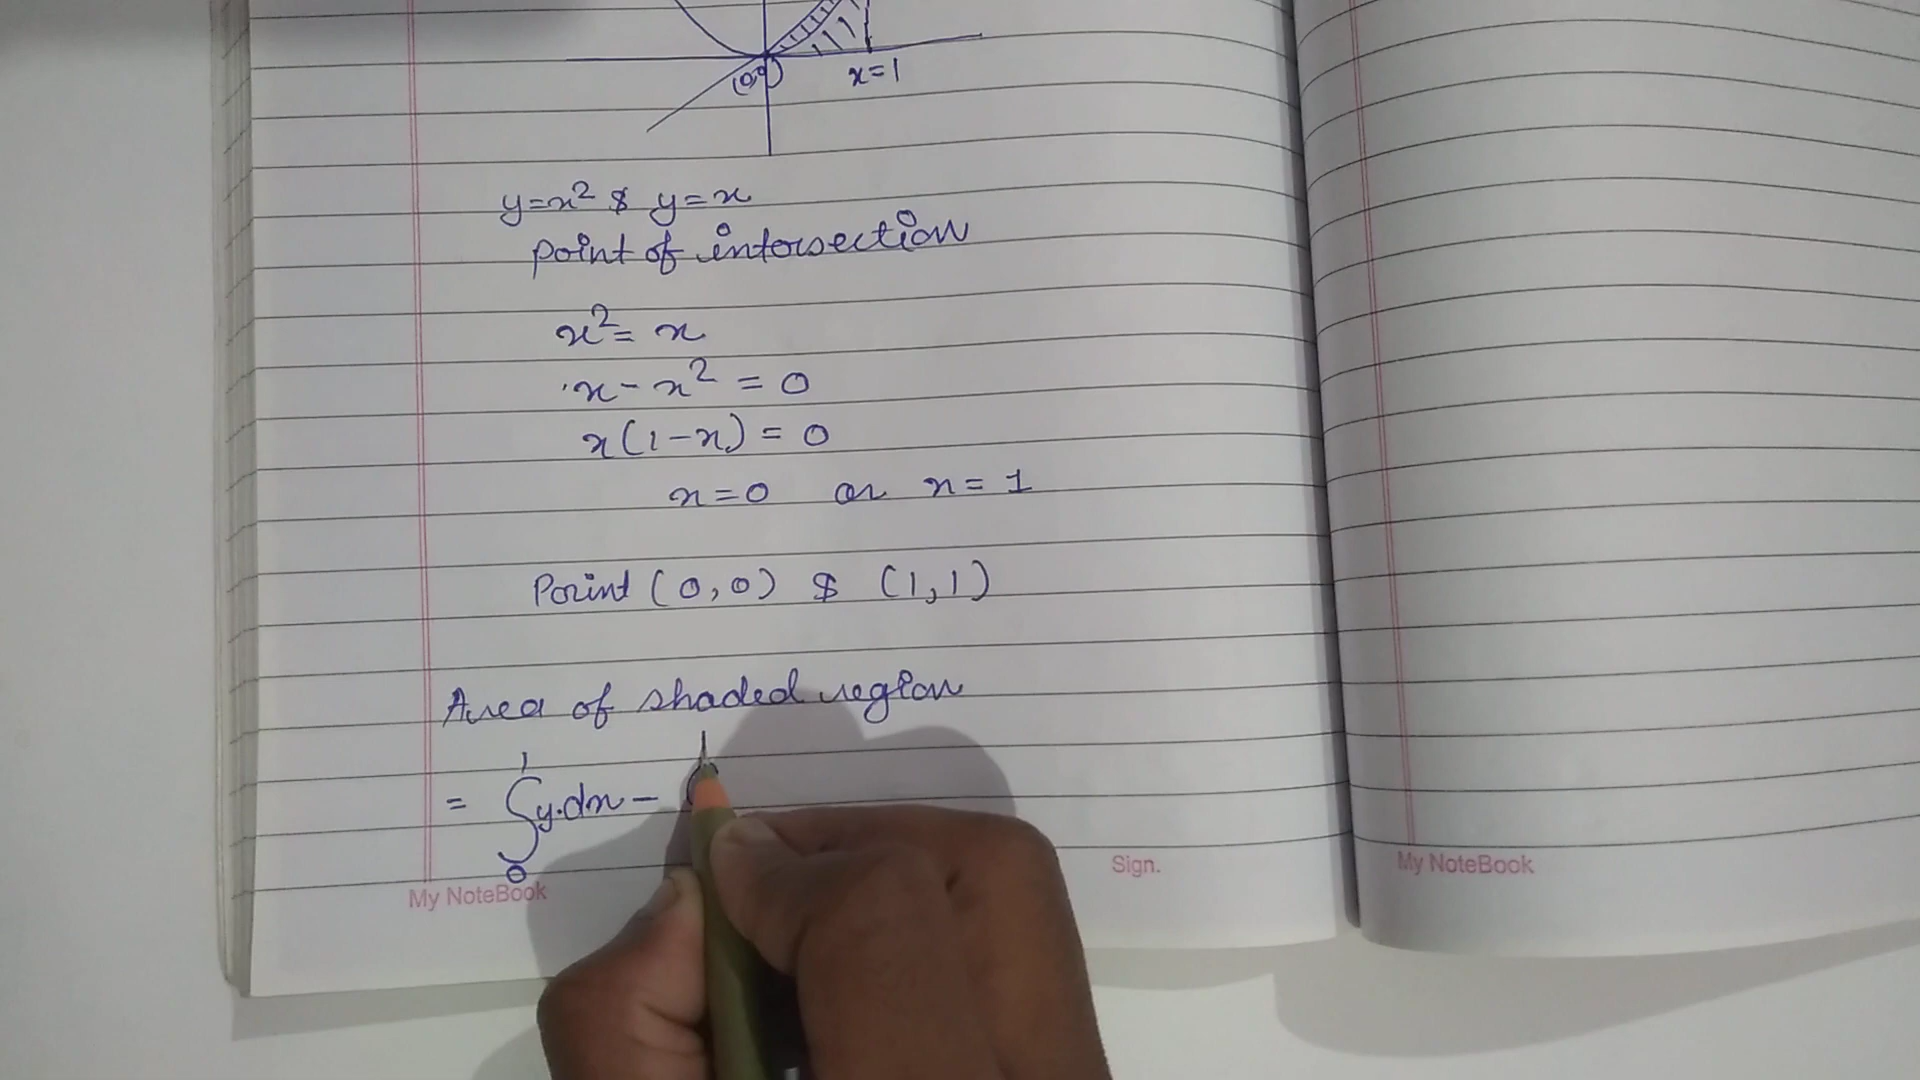 (0,0)
x=1
y=x² & y=x
Point of intersection
x² = x
x - x² = 0
x(1-x) = 0
x=0 or x=1
Point (0,0) & (1,1)
Area of shaded region
= ∫₀¹ y.dx -
My NoteBook
Sign.
My NoteBook